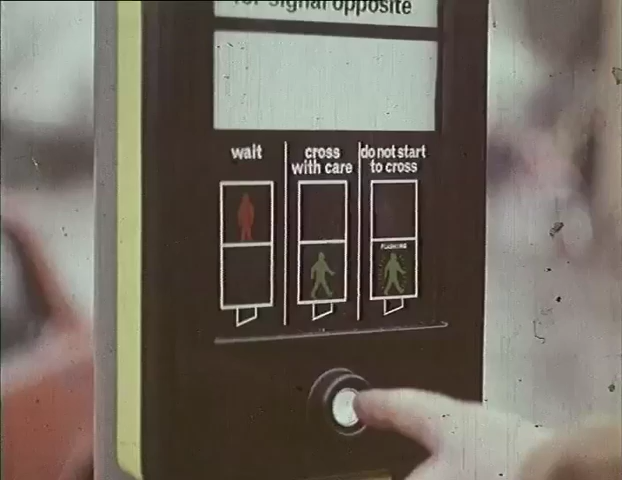 for signal opposite
wait
cross
with care
do not start
to cross
FLASHING